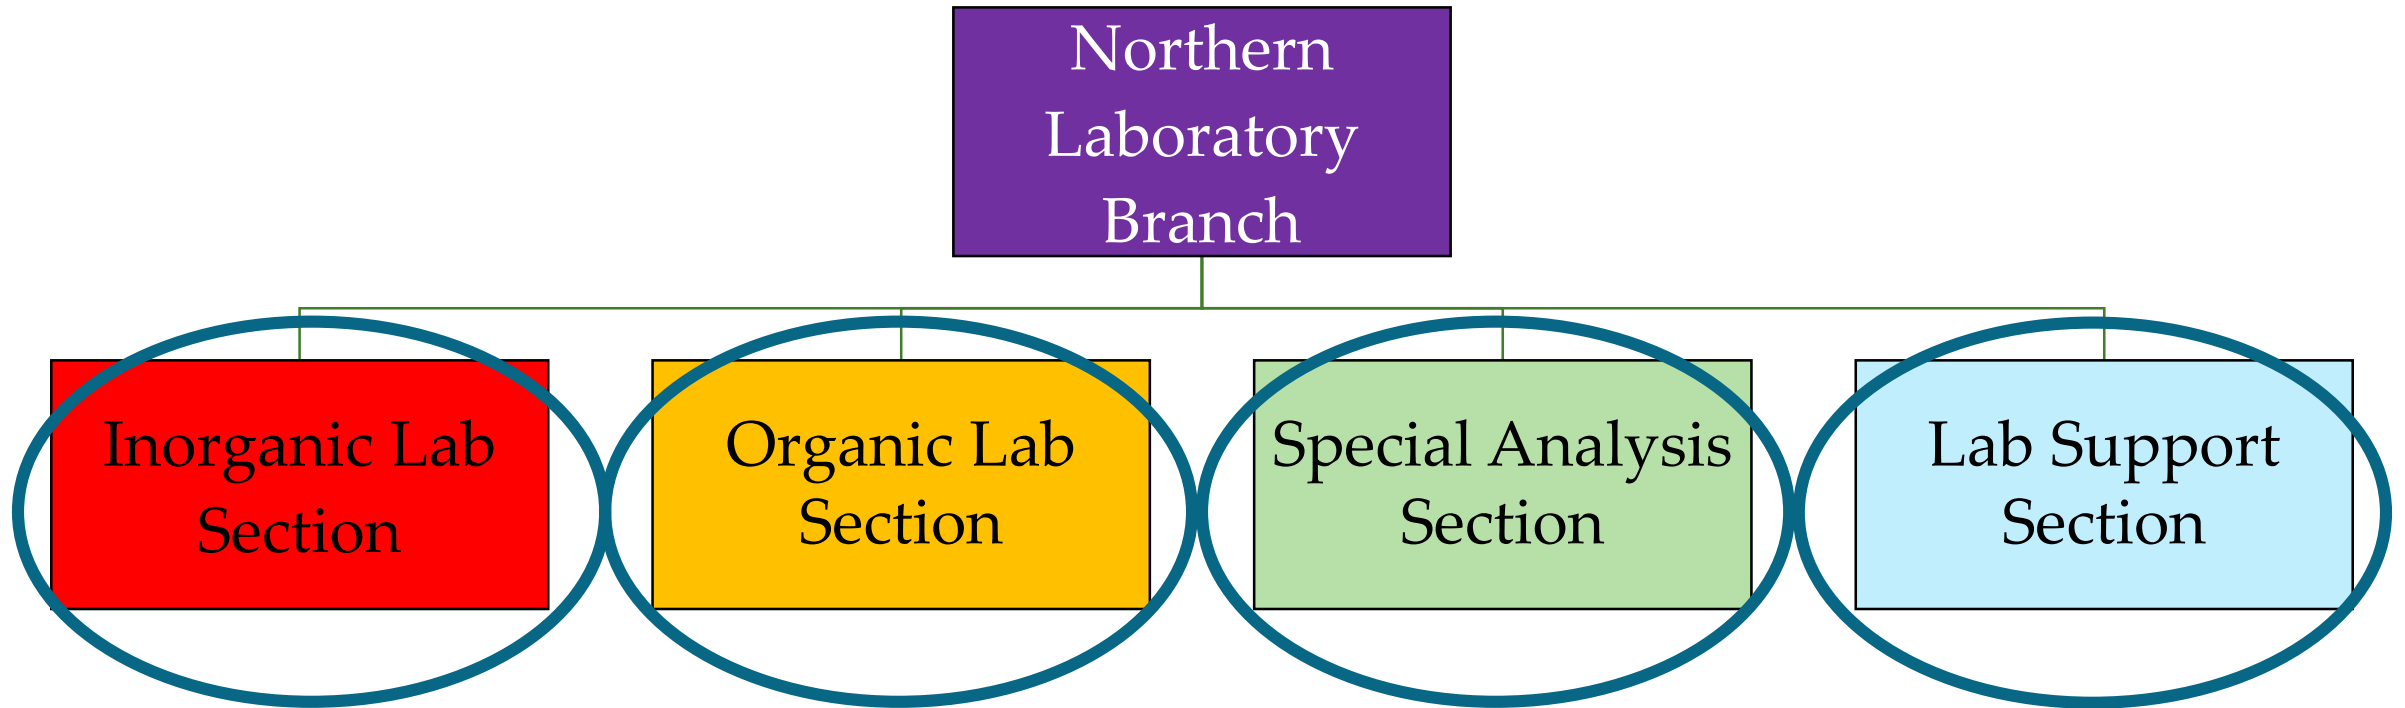 Northern
Laboratory
Branch
Inorganic Lab
Section
Organic Lab
Section
Special Analysis
Section
Lab Support
Section